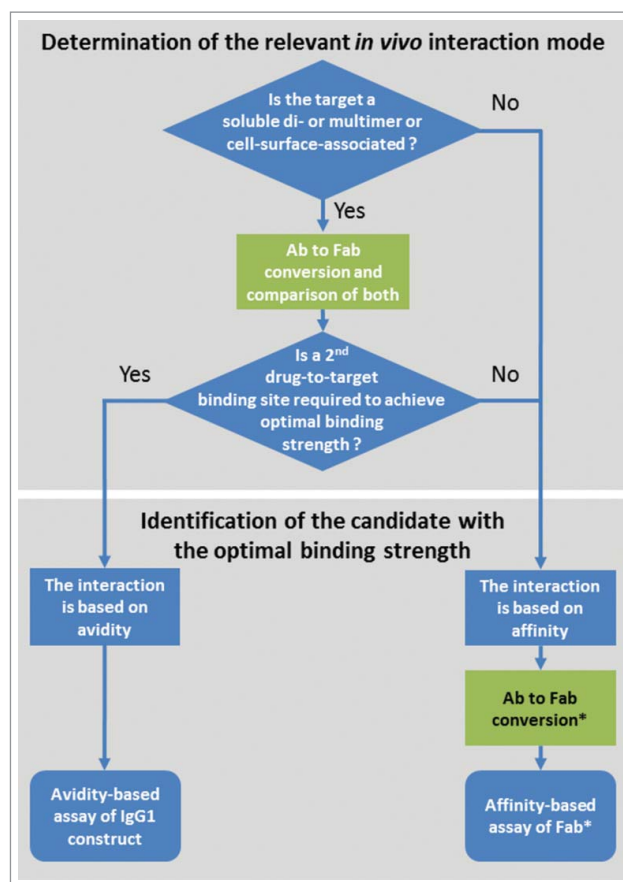 Determination of the relevant in vivo interaction mode
Is the target a
soluble di- or multimer or
cell-surface-associated ?
No
Yes
Ab to Fab
conversion and
comparison of both
Yes
Is a 2nd
drug-to-target
binding site required to achieve
optimal binding
strength ?
No
Identification of the candidate with
the optimal binding strength
The interaction
is based on
avidity
The interaction
is based on
affinity
Ab to Fab
conversion*
Avidity-based
assay of IgG1
construct
Affinity-based
assay of Fab*